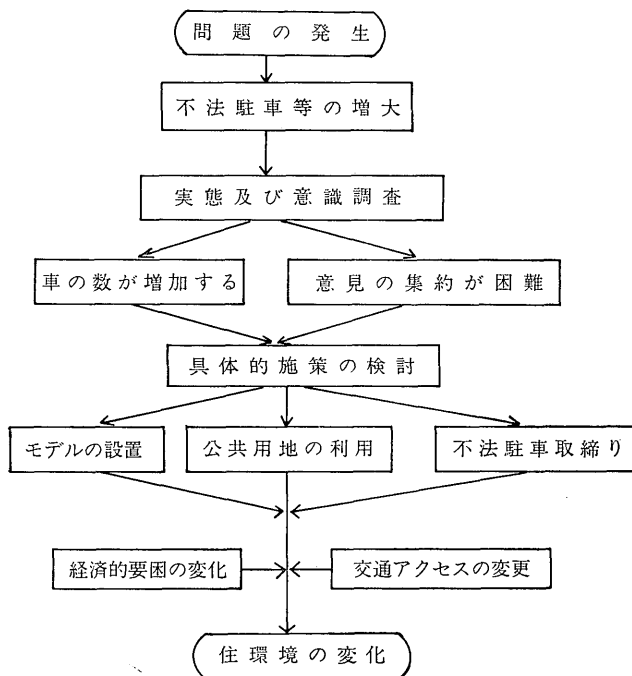 問題の発生
不法駐車等の増大
実態及び意識調査
車の数が増加する
意見の集約が困難
具体的施策の検討
モデルの設置
公共用地の利用
不法駐車取締り
経済的要困の変化
交通アクセスの変更
住環境の変化